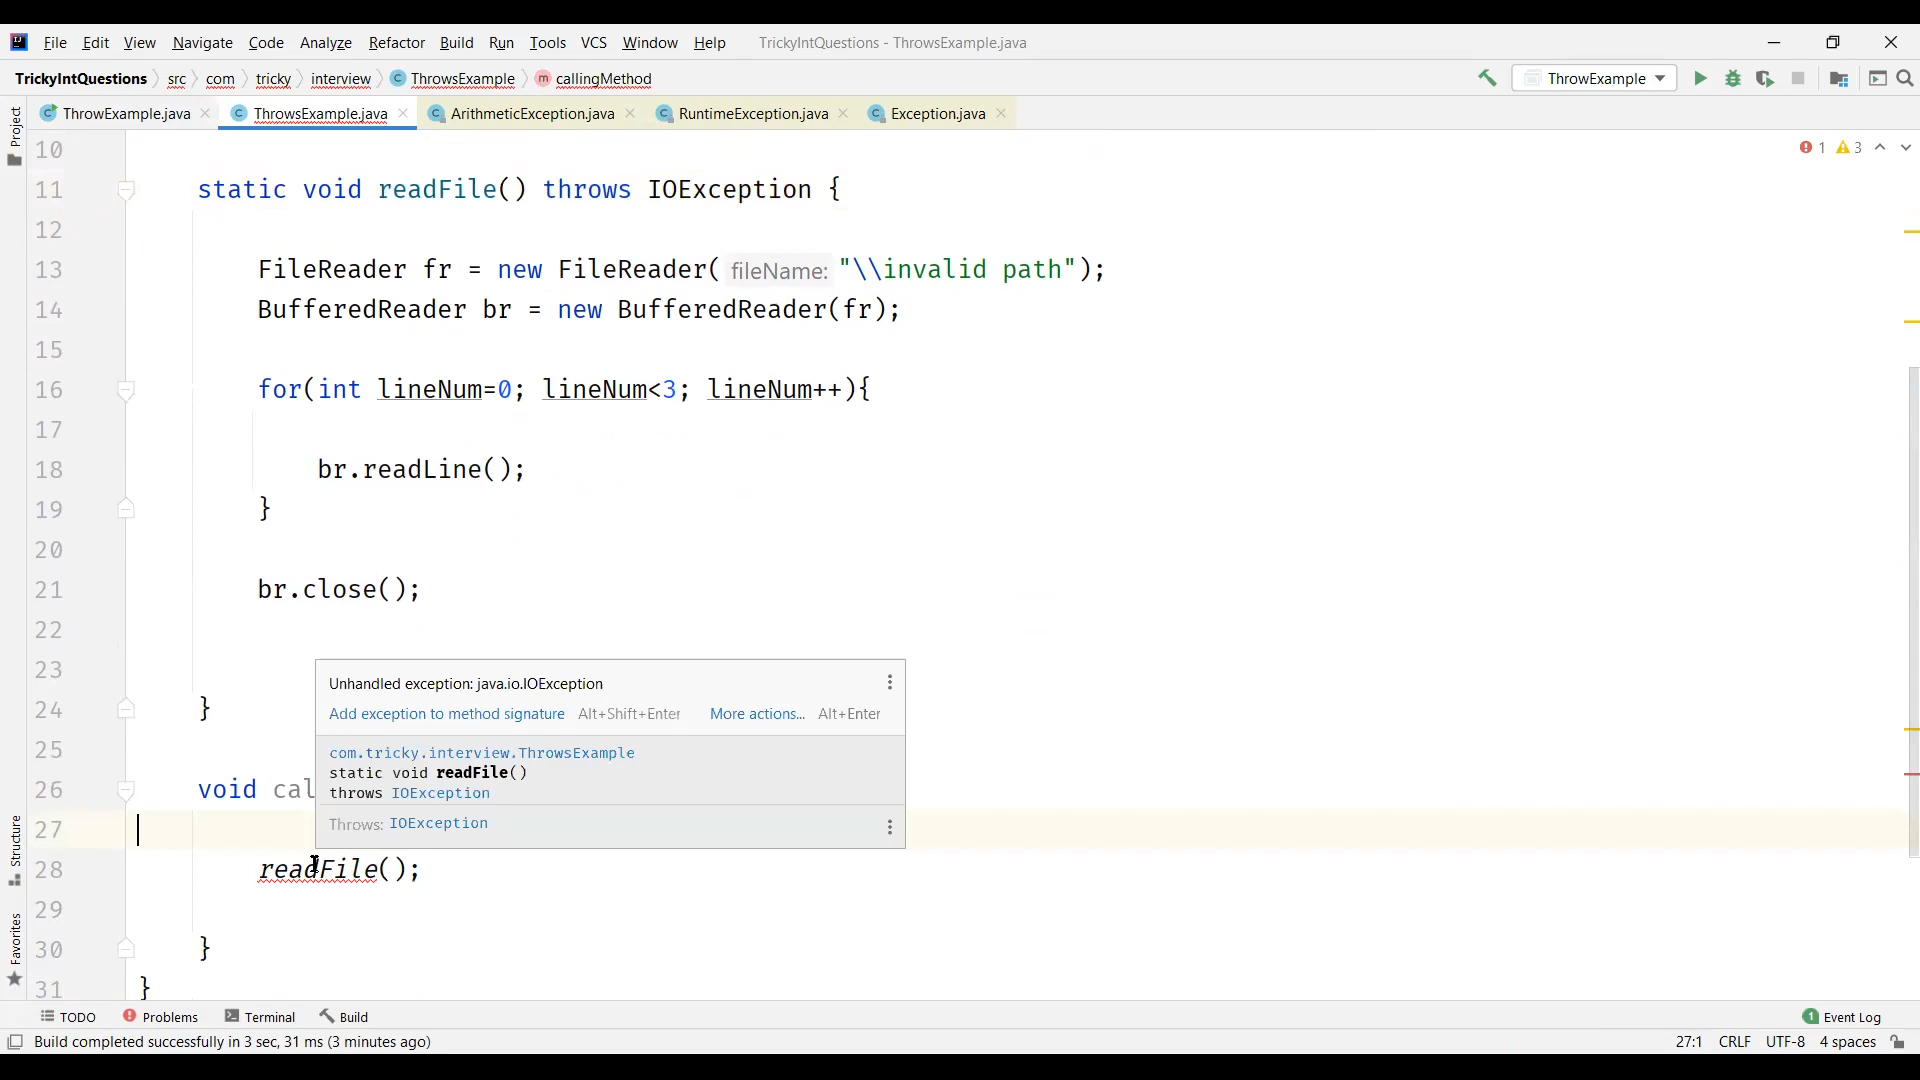 File Edit View Navigate Code Analyze Refactor Build Run Tools VCS Window Help TrickyIntQuestions - ThrowsExample.java
TrickyIntQuestions src com tricky interview ThrowsExample callingMethod ThrowExample
ThrowExample.java ThrowsExample.java ArithmeticException.java RuntimeException.java Exception.java
Project
10
1 3
11 static void readFile() throws IOException {
12
13 FileReader fr = new FileReader( fileName: "\\invalid path");
14 BufferedReader br = new BufferedReader(fr);
15
16 for(int lineNum=0; lineNum<3; lineNum++){
17
18 br.readLine();
19 }
20
21 br.close();
22
23
Unhandled exception: java.io.IOException
24 }
Add exception to method signature Alt+Shift+Enter More actions... Alt+Enter
25
com.tricky.interview.ThrowsExample
static void readFile()
26 void cal
throws IOException
27
Throws: IOException
Structure
28 readFile();
29
Favorites
30 }
31 }
TODO Problems Terminal Build 1 Event Log
Build completed successfully in 3 sec, 31 ms (3 minutes ago) 27:1 CRLF UTF-8 4 spaces